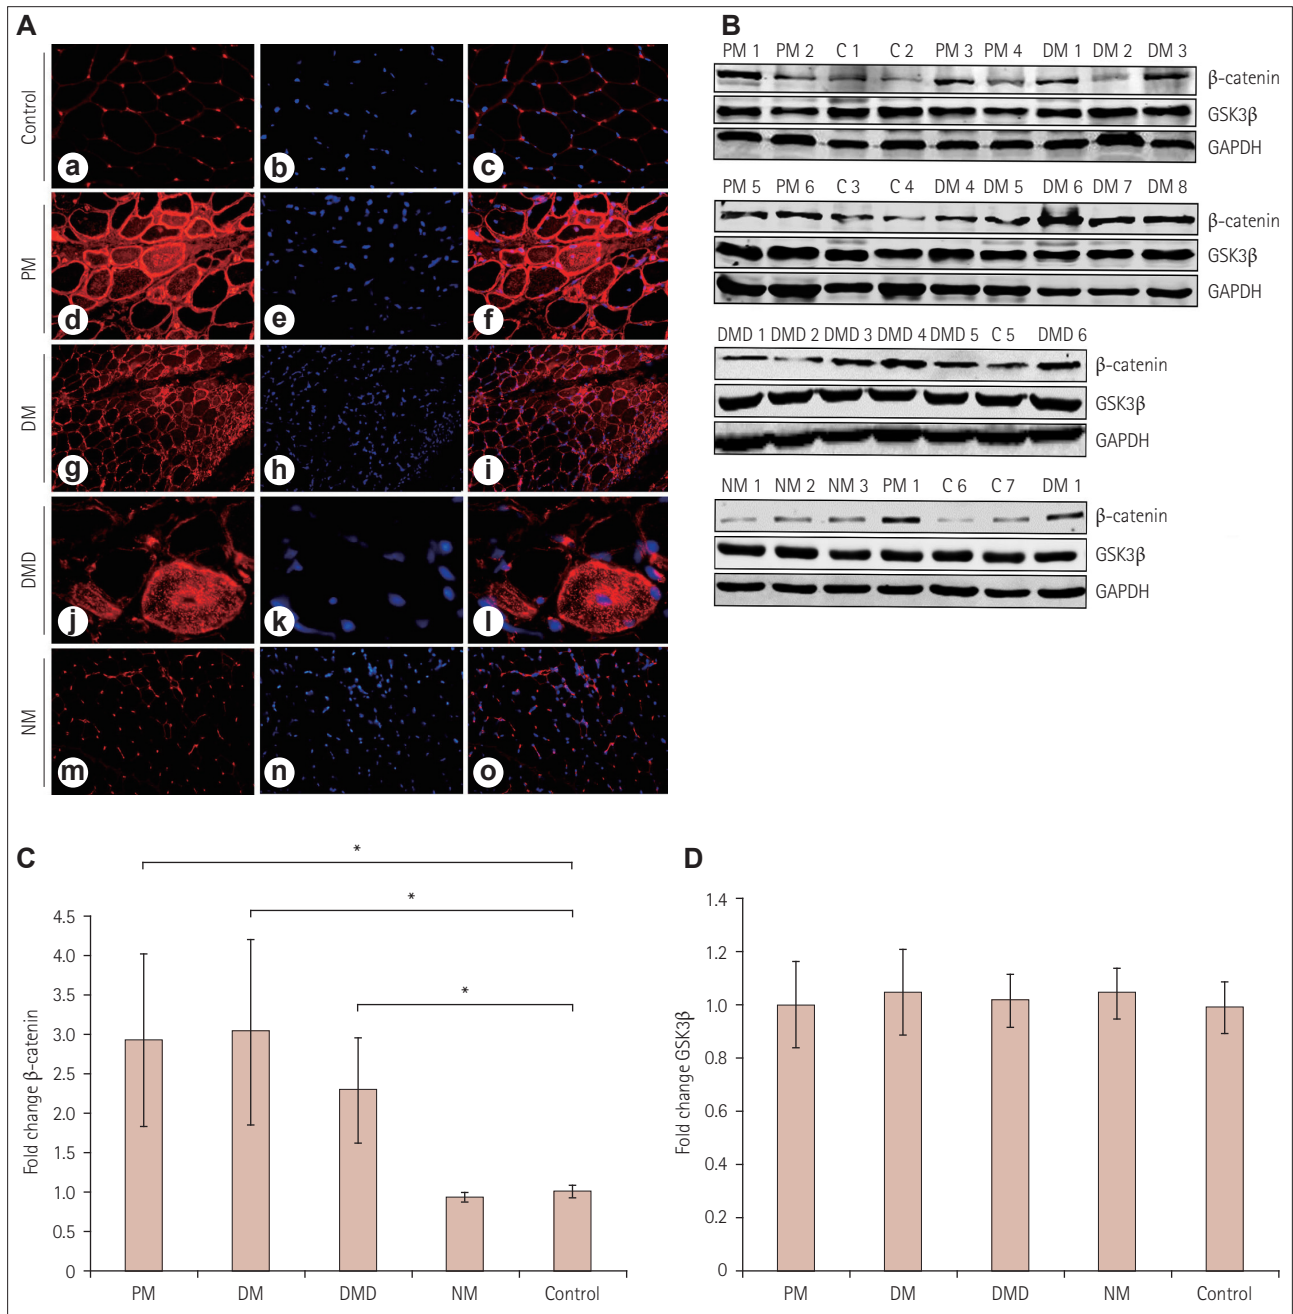 A
Control
a
b
c
PM
d
e
f
DM
g
h
i
DMD
j
k
l
NM
m
n
o
B
PM 1 PM 2 C 1 C 2 PM 3 PM 4 DM 1 DM 2 DM 3
β-catenin
GSK3β
GAPDH
PM 5 PM 6 C 3 C 4 DM 4 DM 5 DM 6 DM 7 DM 8
β-catenin
GSK3β
GAPDH
DMD 1 DMD 2 DMD 3 DMD 4 DMD 5 C 5 DMD 6
β-catenin
GSK3β
GAPDH
NM 1 NM 2 NM 3 PM 1 C 6 C 7 DM 1
β-catenin
GSK3β
GAPDH
C
*
*
*
Fold change β-catenin
4.5
4.0
3.5
3.0
2.5
2.0
1.5
1.0
0.5
0
PM DM DMD NM Control
D
Fold change GSK3β
1.4
1.2
1.0
0.8
0.6
0.4
0.2
0
PM DM DMD NM Control